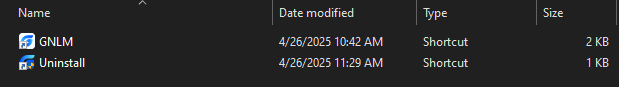 Name Date modified Type Size
GNLM 4/26/2025 10:42 AM Shortcut 2 KB
Uninstall 4/26/2025 11:29 AM Shortcut 1 KB